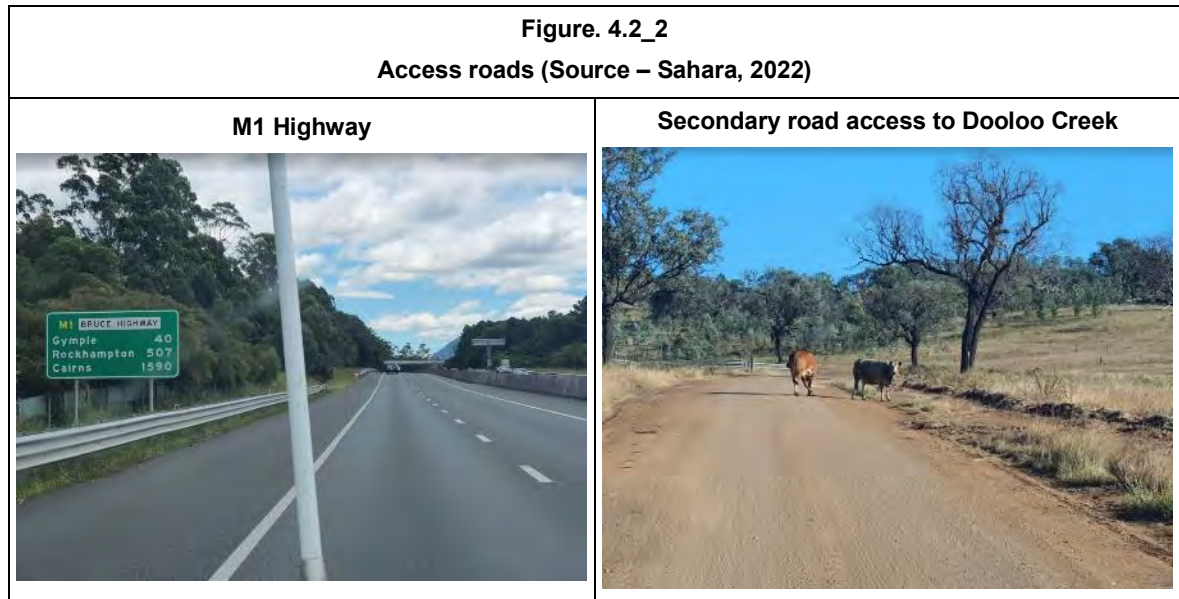 Figure. 4.2_2
Access roads (Source – Sahara, 2022)
M1 Highway
Secondary road access to Dooloo Creek
M1 BRUCE HIGHWAY
Gympie 40
Rockhampton 507
Cairns 1590